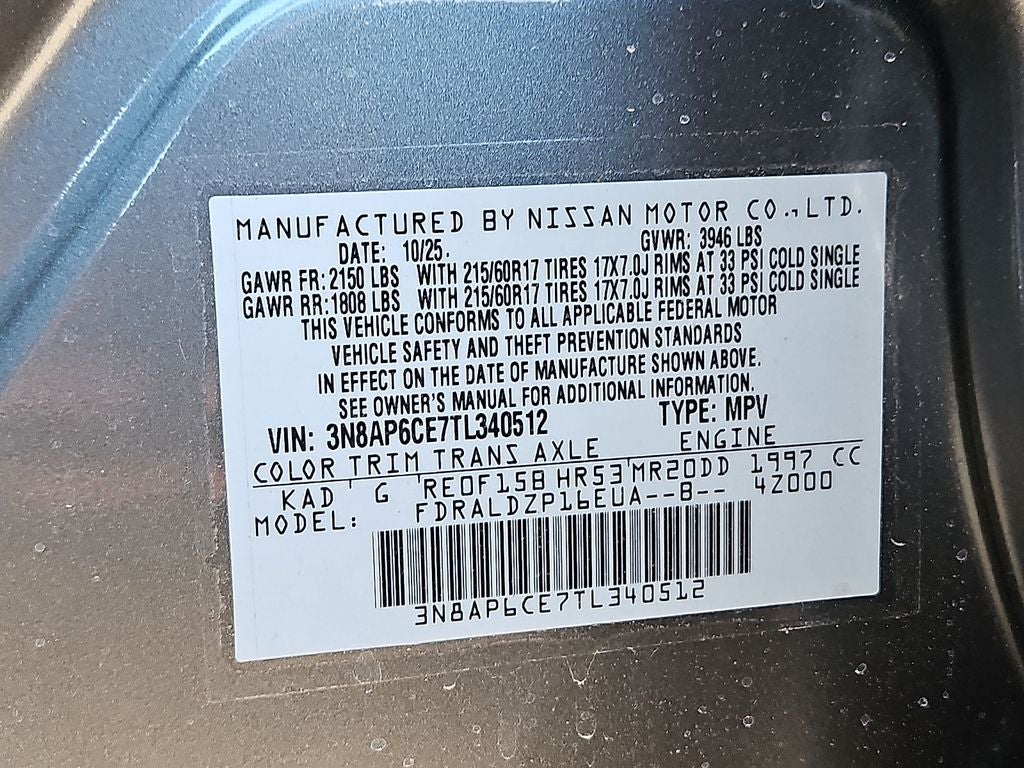 MANUFACTURED BY NISSAN MOTOR CO.,LTD.
DATE: 10/25. GVWR: 3946 LBS
GAWR FR: 2150 LBS WITH 215/60R17 TIRES 17X7.0J RIMS AT 33 PSI COLD SINGLE
GAWR RR: 1808 LBS WITH 215/60R17 TIRES 17X7.0J RIMS AT 33 PSI COLD SINGLE
THIS VEHICLE CONFORMS TO ALL APPLICABLE FEDERAL MOTOR
VEHICLE SAFETY AND THEFT PREVENTION STANDARDS
IN EFFECT ON THE DATE OF MANUFACTURE SHOWN ABOVE.
SEE OWNER'S MANUAL FOR ADDITIONAL INFORMATION.
VIN: 3N8AP6CE7TL340512 TYPE: MPV
COLOR TRIM TRANS AXLE ENGINE
KAD G RE0F15B HR53 MR20DD 1997 CC
MODEL: FDRALDZP16EUA--B-- 4Z000
3N8AP6CE7TL340512